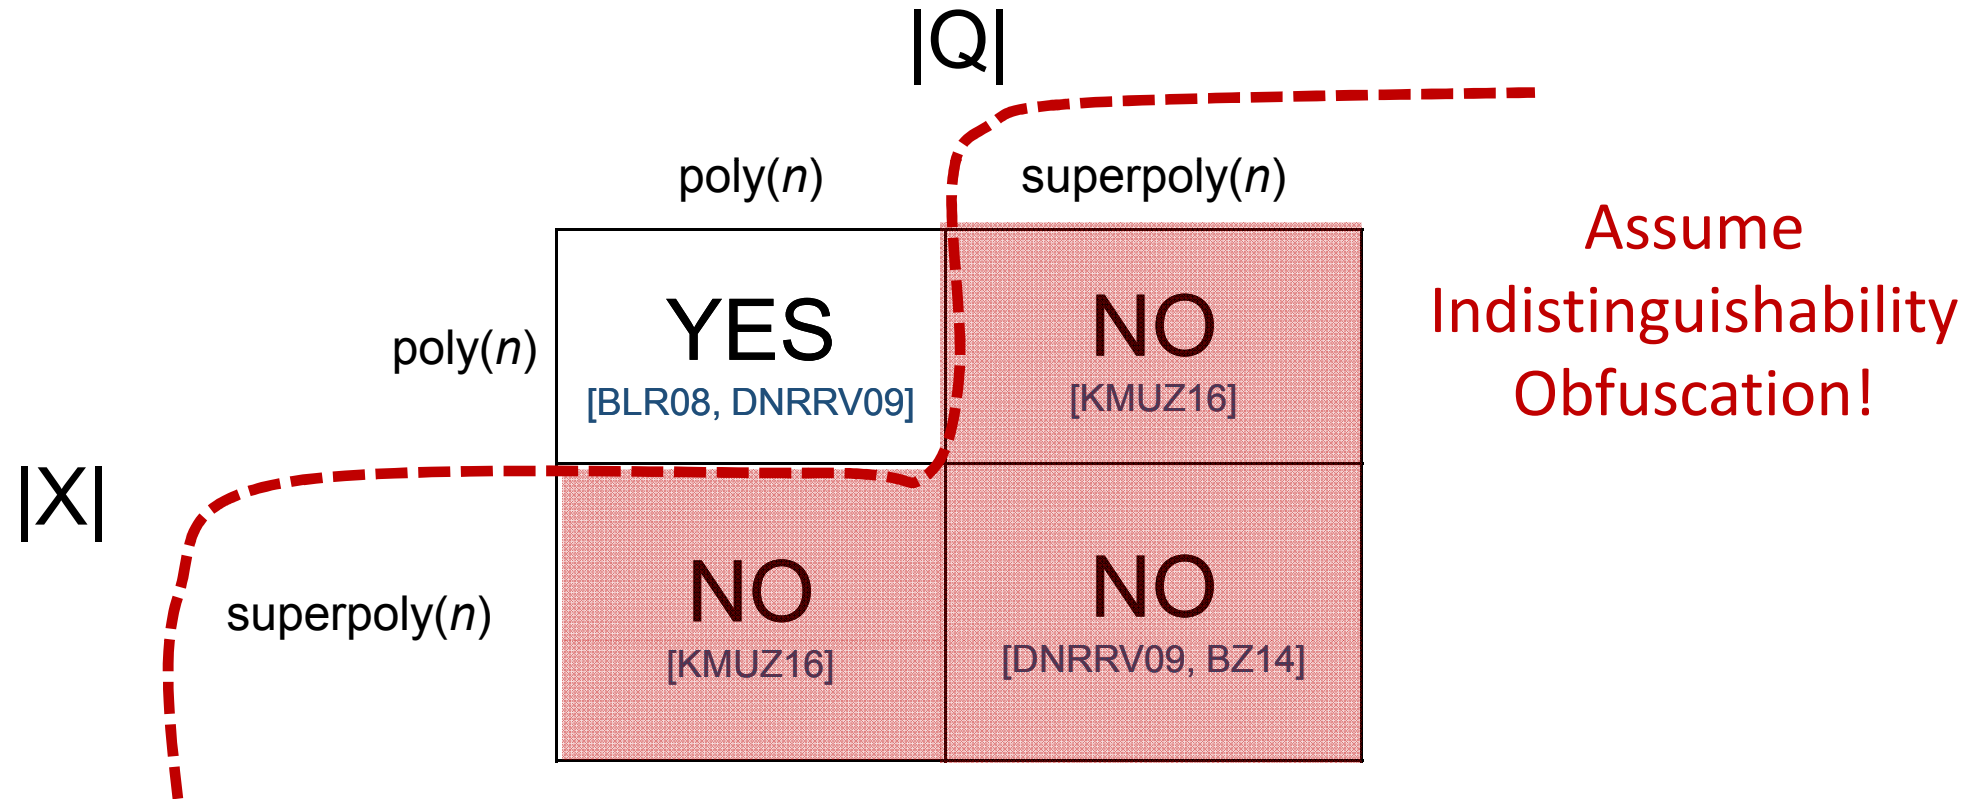 |Q|
poly(n)
superpoly(n)
Assume
Indistinguishability
Obfuscation!
poly(n)
YES
[BLR08, DNRRV09]
NO
[KMUZ16]
|X|
superpoly(n)
NO
[KMUZ16]
NO
[DNRRV09, BZ14]